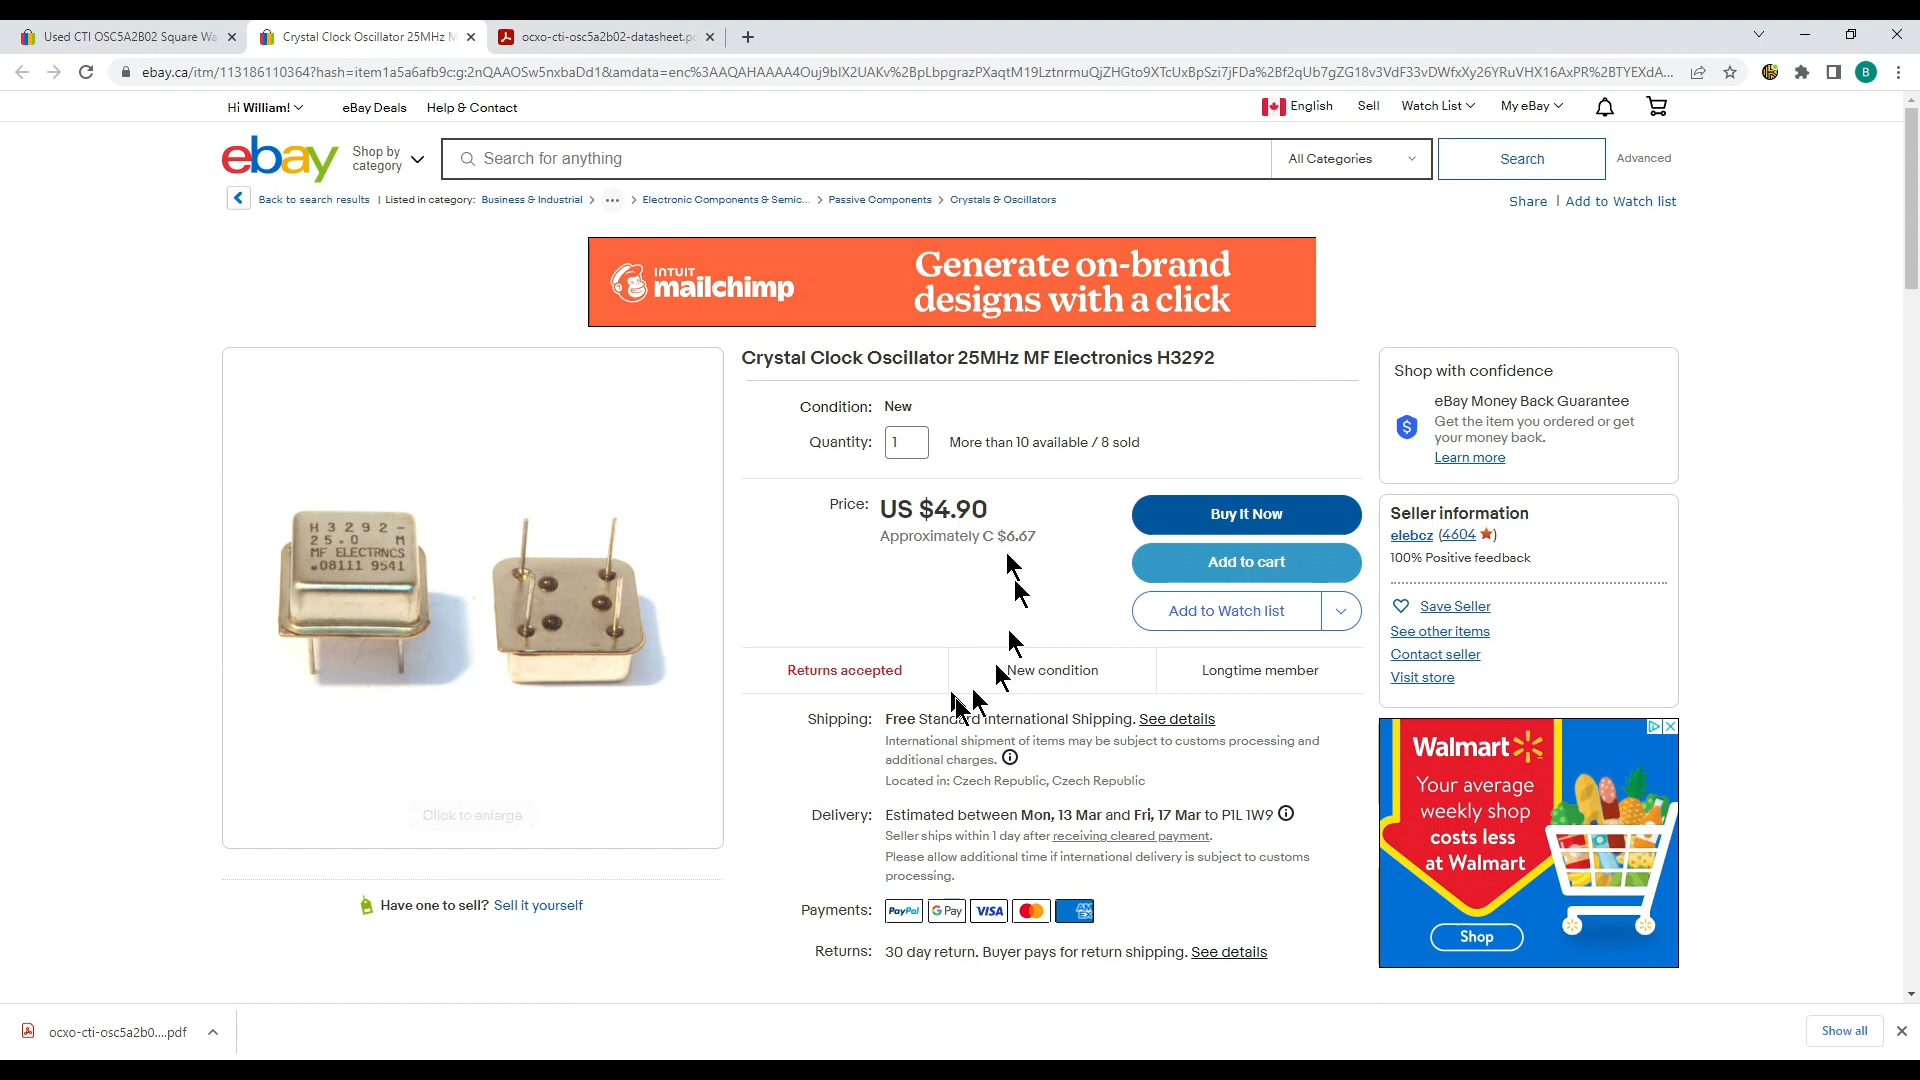 Used CTI OSC5A2B02 Square Wa
Crystal Clock Oscillator 25MHz M
ocxo-cti-osc5a2b02-datasheet.pc
ebay.ca/itm/113186110364?hash=item1a5a6afb9c:g:2nQAAOSw5nxbaDd1&amdata=enc%3AAQAHAAAA4Ouj9bIX2UAKv%2BpLbpgrazPXaqtM19LztnrmuQjZHGto9XTcUxBpSzi7jFDa%2Bf2qUb7gZG18v3VdF33vDWfxXy26YRuVHX16AxPR%2BTYEXdA...
B
Hi William!
eBay Deals
Help & Contact
English
Sell
Watch List
My eBay
ebay
Shop by
category
Search for anything
All Categories
Search
Advanced
Back to search results | Listed in category: Business & Industrial > ... > Electronic Components & Semic... > Passive Components > Crystals & Oscillators
Share | Add to Watch list
INTUIT
mailchimp
Generate on-brand
designs with a click
H 3 2 9 2 -
2 5 . 0 M
MF ELECTRNCS
.08111 9541
Click to enlarge
Have one to sell? Sell it yourself
Crystal Clock Oscillator 25MHz MF Electronics H3292
Condition: New
Quantity: 1 More than 10 available / 8 sold
Price: US $4.90
Approximately C $6.67
Buy It Now
Add to cart
Add to Watch list
Returns accepted
New condition
Longtime member
Shipping: Free Standard International Shipping. See details
International shipment of items may be subject to customs processing and
additional charges.
Located in: Czech Republic, Czech Republic
Delivery: Estimated between Mon, 13 Mar and Fri, 17 Mar to P1L 1W9
Seller ships within 1 day after receiving cleared payment.
Please allow additional time if international delivery is subject to customs
processing.
Payments: PayPal G Pay VISA AM EX
Returns: 30 day return. Buyer pays for return shipping. See details
Shop with confidence
eBay Money Back Guarantee
Get the item you ordered or get
your money back.
Learn more
Seller information
elebcz (4604)
100% Positive feedback
Save Seller
See other items
Contact seller
Visit store
Walmart
Your average
weekly shop
costs less
at Walmart
Shop
ocxo-cti-osc5a2b0....pdf
Show all